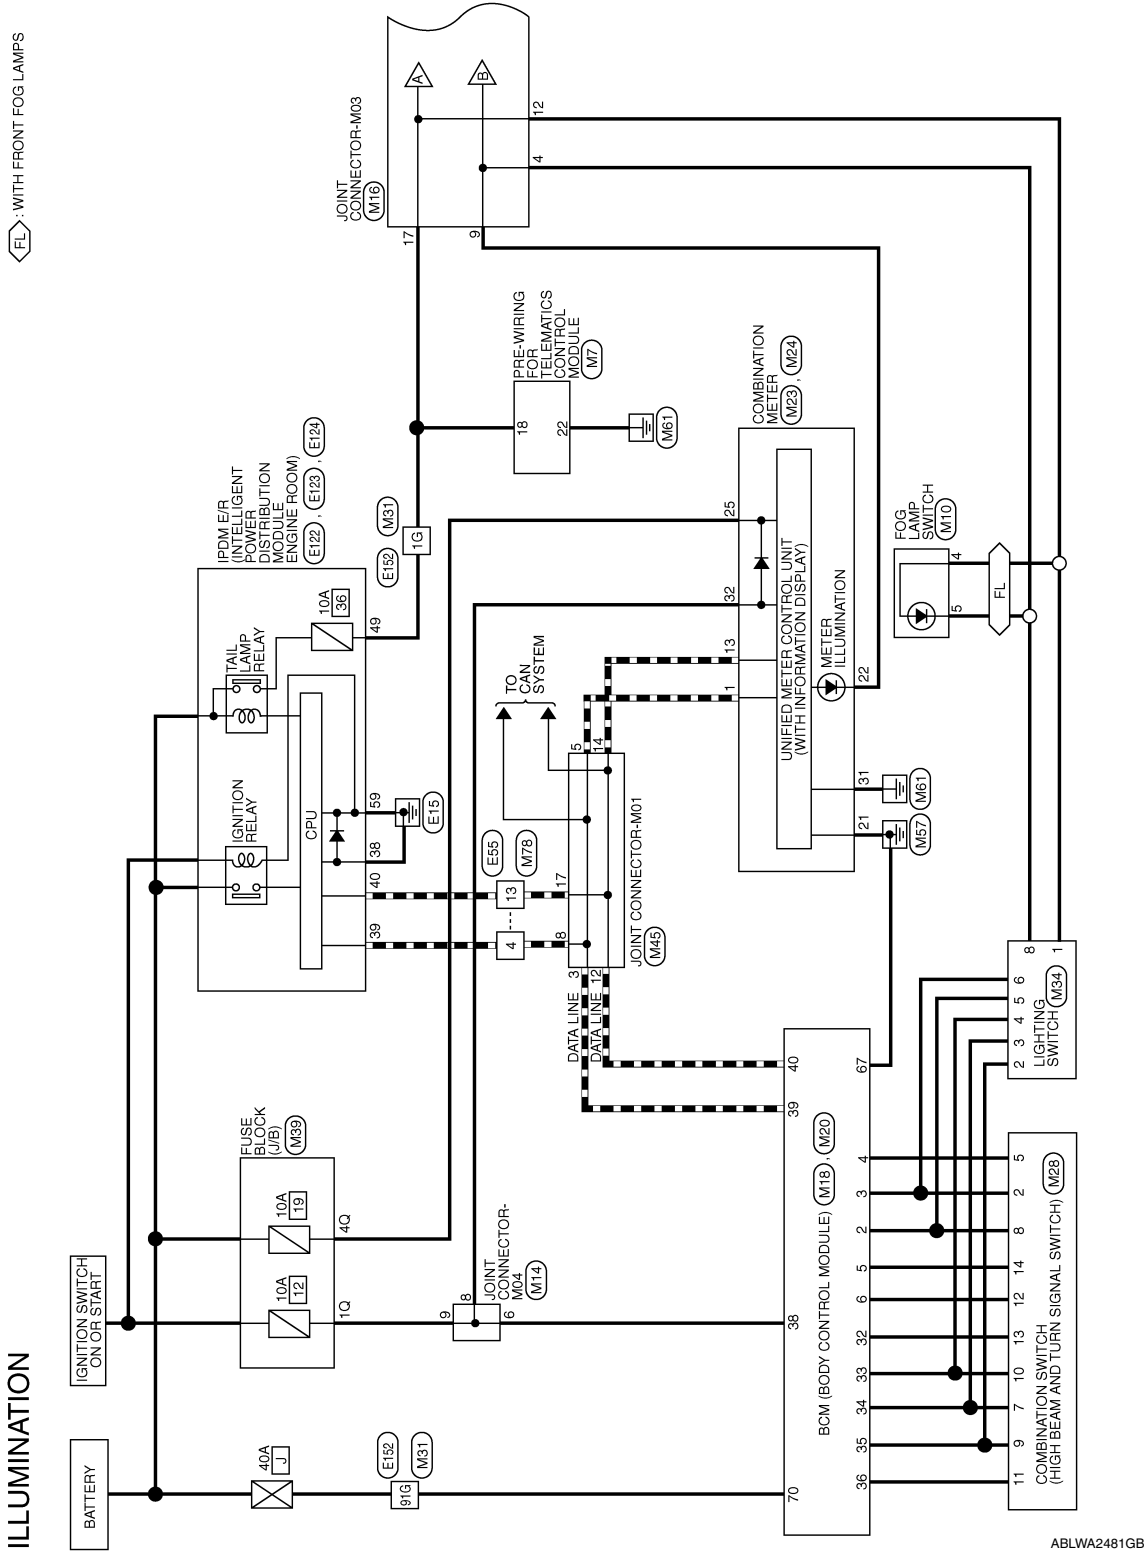 ILLUMINATION
FL : WITH FRONT FOG LAMPS
BATTERY
IGNITION SWITCH
ON OR START
40A
J
E152
M31
91G
FUSE
BLOCK
(J/B)
M39
10A
12
10A
19
1Q
4Q
IPDM E/R
(INTELLIGENT
POWER
DISTRIBUTION
MODULE
ENGINE ROOM)
E122 , E123 , E124
IGNITION
RELAY
TAIL
LAMP
RELAY
10A
36
CPU
39
40
38
59
49
E15
E152
M31
1G
JOINT
CONNECTOR-M03
M16
17
9
A
B
4
12
PRE-WIRING
FOR
TELEMATICS
CONTROL
MODULE
M7
18
22
M61
E55
M78
4
13
TO
CAN
SYSTEM
8
17
5
14
3
12
DATA LINE
DATA LINE
JOINT CONNECTOR-M01
M45
JOINT
CONNECTOR-
M04
M14
9
8
6
COMBINATION
METER
M23 , M24
1
13
32
25
UNIFIED METER CONTROL UNIT
(WITH INFORMATION DISPLAY)
METER
ILLUMINATION
21
31
22
M57
M61
FOG
LAMP
SWITCH
M10
5
4
FL
70
38
39
40
BCM (BODY CONTROL MODULE) M18 , M20
36
35
34
33
32
6
5
2
3
4
67
11
9
7
10
13
12
14
8
2
5
COMBINATION SWITCH
(HIGH BEAM AND TURN SIGNAL SWITCH) M28
2
3
4
5
6
8
1
LIGHTING
SWITCH
M34
ABLWA2481GB